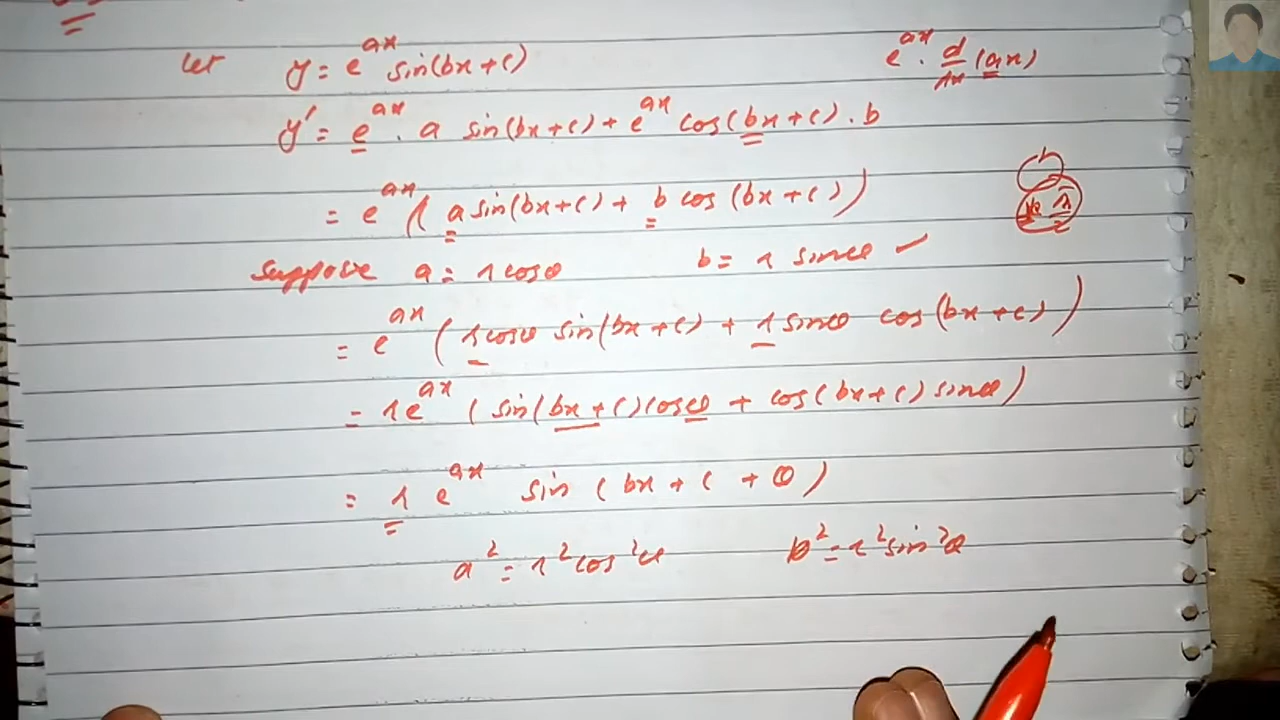 let y = e^{ax} sin(bx+c) e^{ax} . d/dx (ax)
y' = e^{ax} . a sin(bx+c) + e^{ax} cos(bx+c) . b
= e^{ax} ( a sin(bx+c) + b cos (bx+c) )
suppose a = r cosθ b = r sinθ ✓
= e^{ax} ( r cosθ sin(bx+c) + r sinθ cos(bx+c) )
= r e^{ax} ( sin(bx+c) cosθ + cos(bx+c) sinθ )
= r e^{ax} sin ( bx + c + θ )
a² = r² cos²θ b² = r² sin²θ